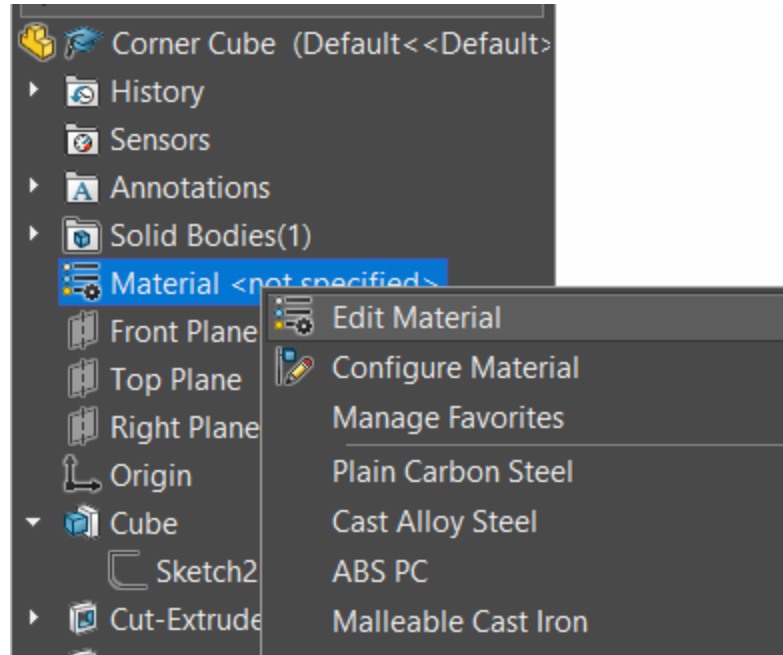 Corner Cube (Default<<Default>
History
Sensors
Annotations
Solid Bodies(1)
Material <not specified>
Edit Material
Front Plane
Configure Material
Top Plane
Manage Favorites
Right Plane
Plain Carbon Steel
Origin
Cast Alloy Steel
Cube
ABS PC
Sketch2
Malleable Cast Iron
Cut-Extrude